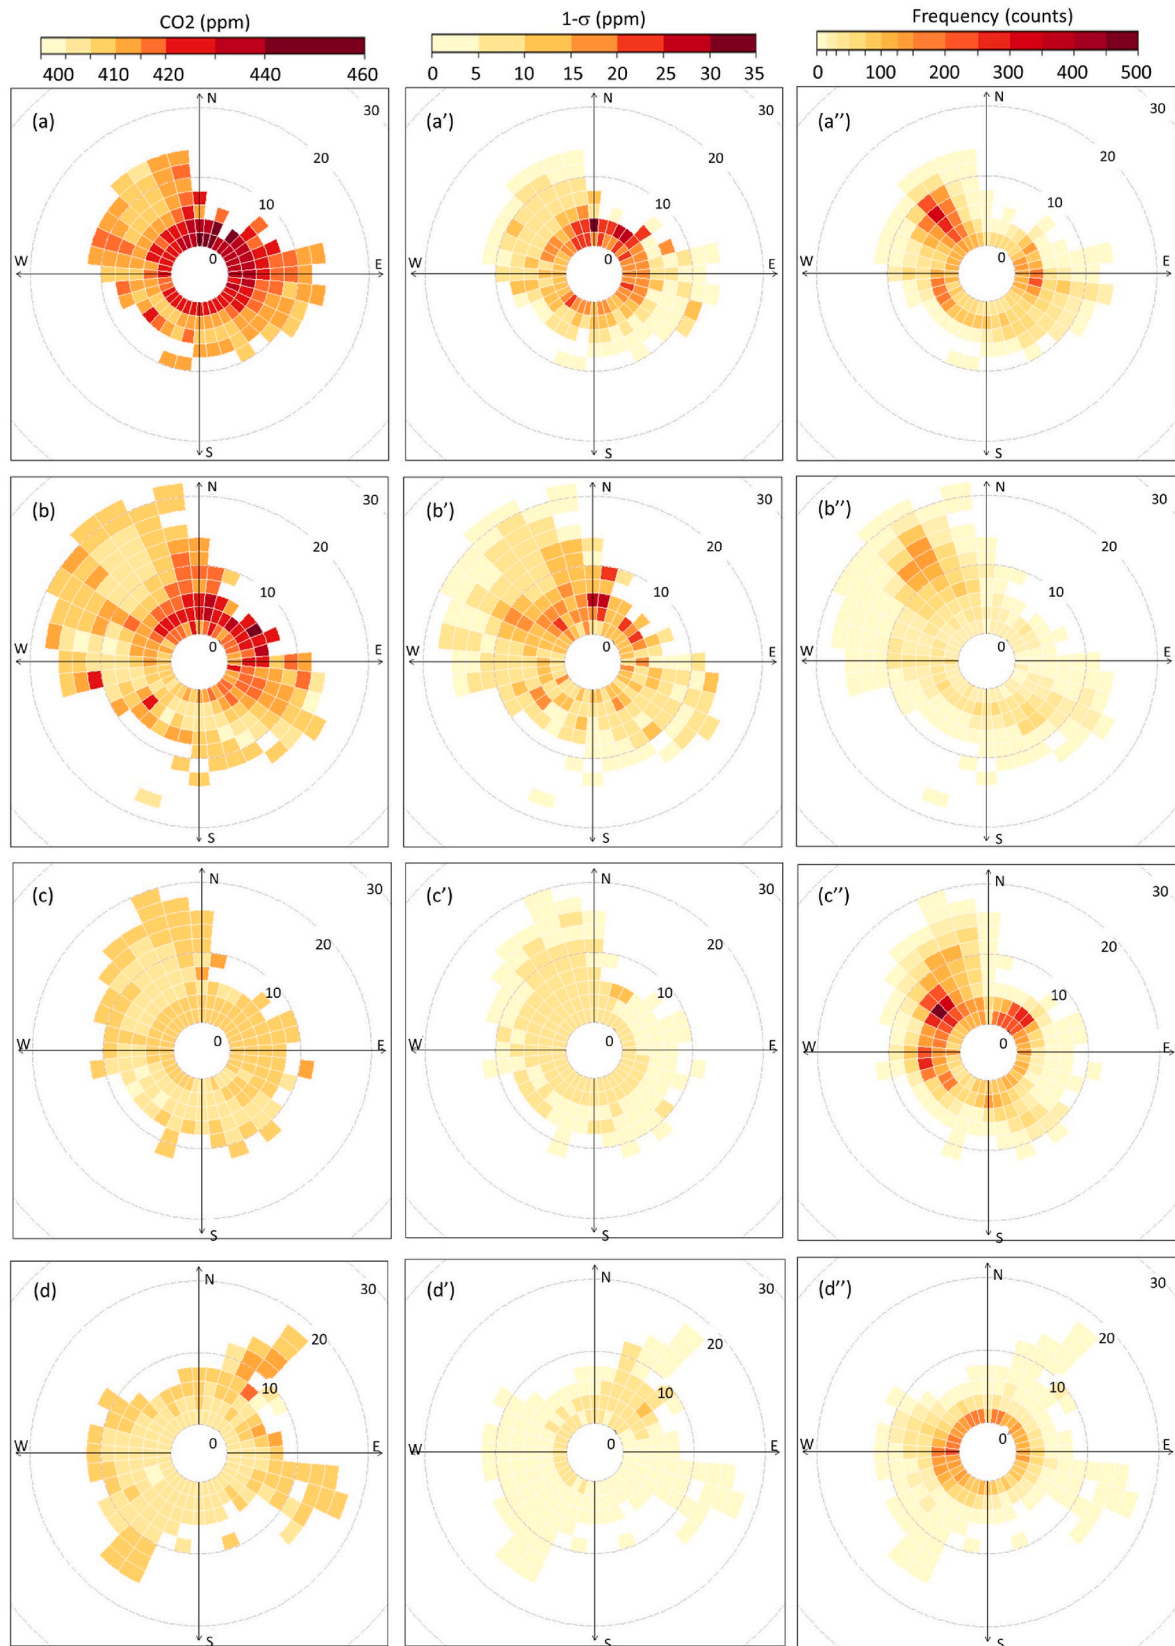 CO2 (ppm) 1-σ (ppm) Frequency (counts)
400 410 420 440 460 0 5 10 15 20 25 30 35 0 100 200 300 400 500
(a) N 30 20 10 0 W E S
(a') N 30 20 10 0 W E S
(a'') N 30 20 10 0 W E S
(b) N 30 20 10 0 W E S
(b') N 30 20 10 0 W E S
(b'') N 30 20 10 0 W E S
(c) N 30 20 10 0 W E S
(c') N 30 20 10 0 W E S
(c'') N 30 20 10 0 W E S
(d) N 30 20 10 0 W E S
(d') N 30 20 10 0 W E S
(d'') N 30 20 10 0 W E S